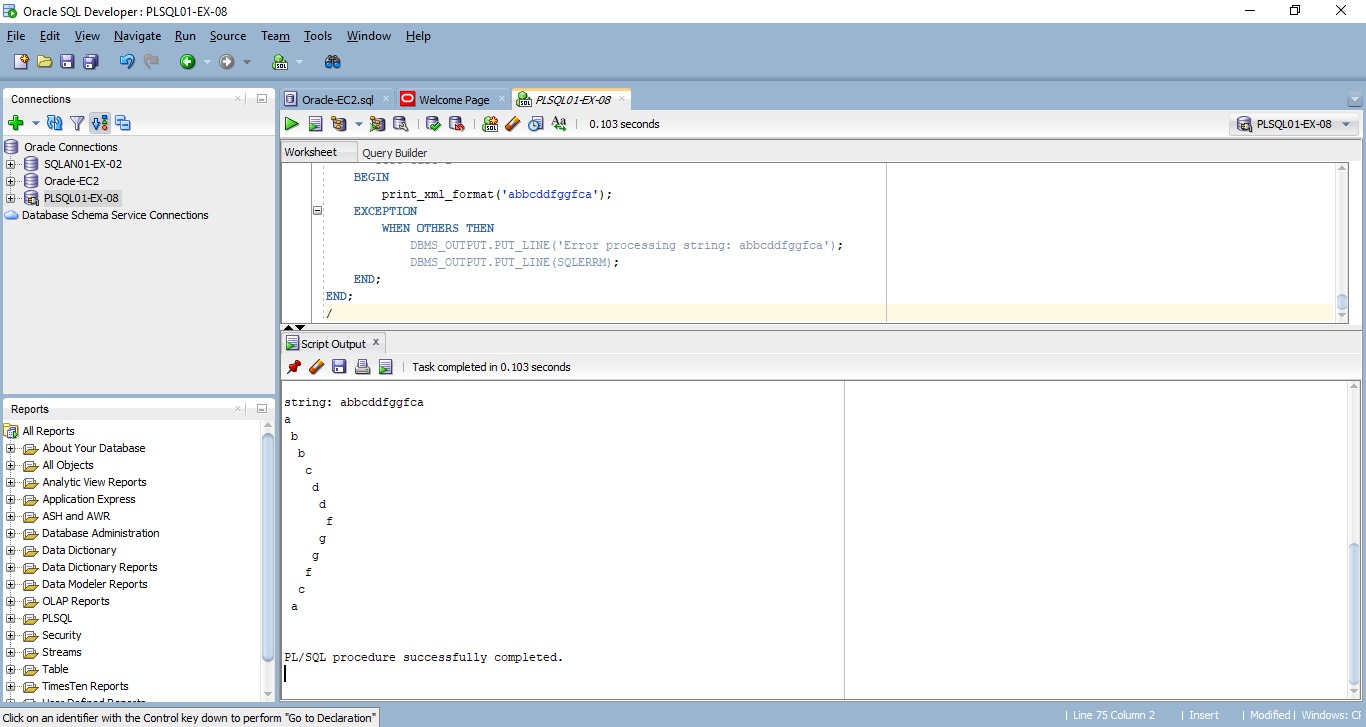 Oracle SQL Developer : PLSQL01-EX-08
File Edit View Navigate Run Source Team Tools Window Help
Connections
Oracle Connections
SQLAN01-EX-02
Oracle-EC2
PLSQL01-EX-08
Database Schema Service Connections
Reports
All Reports
About Your Database
All Objects
Analytic View Reports
Application Express
ASH and AWR
Database Administration
Data Dictionary
Data Dictionary Reports
Data Modeler Reports
OLAP Reports
PLSQL
Security
Streams
Table
TimesTen Reports
Oracle-EC2.sql Welcome Page PLSQL01-EX-08
0.103 seconds
PLSQL01-EX-08
Worksheet Query Builder
BEGIN
print_xml_format('abbcddfggfca');
EXCEPTION
WHEN OTHERS THEN
DBMS_OUTPUT.PUT_LINE('Error processing string: abbcddfggfca');
DBMS_OUTPUT.PUT_LINE(SQLERRM);
END;
END;
/
Script Output x
Task completed in 0.103 seconds
string: abbcddfggfca
a
b
b
c
d
d
f
g
g
f
c
a
PL/SQL procedure successfully completed.
Click on an identifier with the Control key down to perform "Go to Declaration"
Line 75 Column 2 Insert Modified Windows: